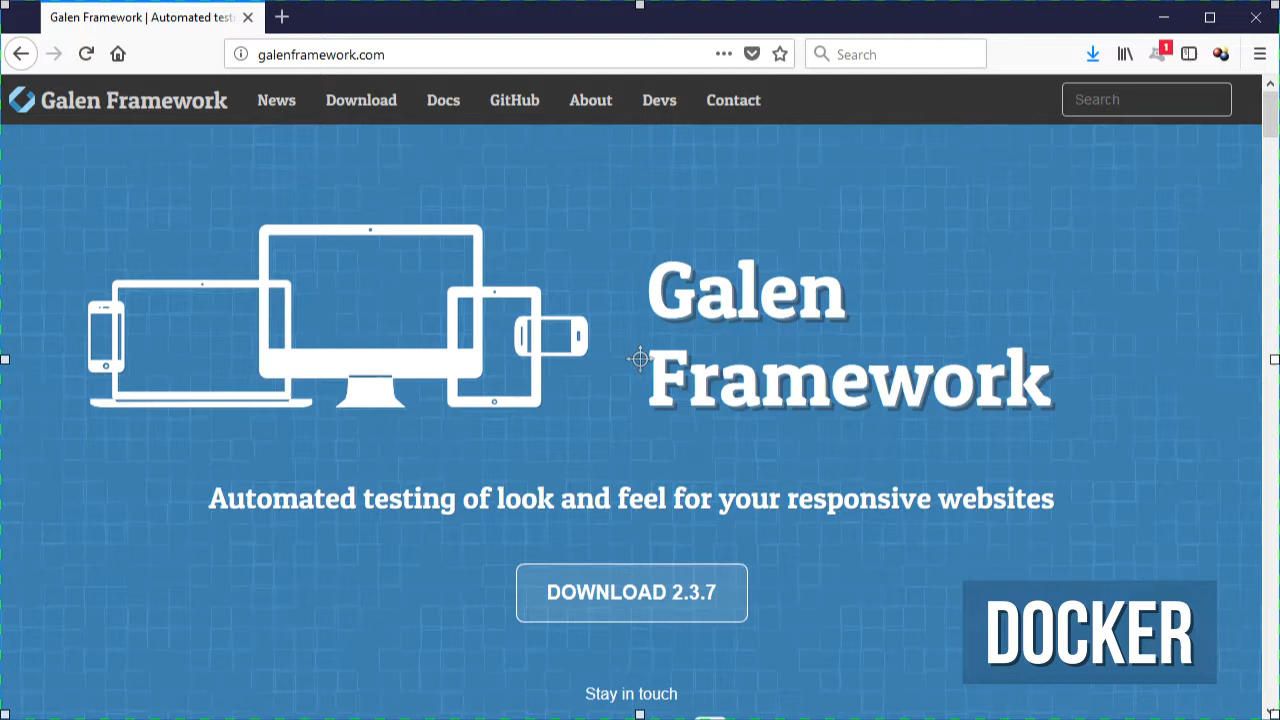 Galen Framework | Automated test
galenframework.com
Search
1
Galen Framework
News
Download
Docs
GitHub
About
Devs
Contact
Search
Galen
Framework
Automated testing of look and feel for your responsive websites
DOWNLOAD 2.3.7
DOCKER
Stay in touch